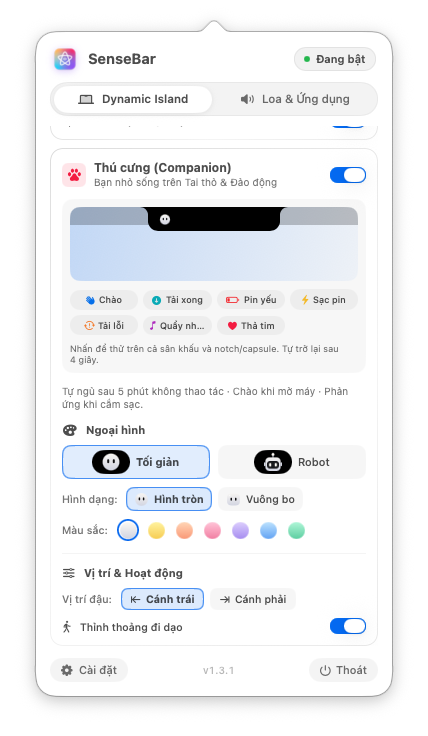 SenseBar
Đang bật
Dynamic Island
Loa & Ứng dụng
Thú cưng (Companion)
Bạn nhỏ sống trên Tai thỏ & Đảo động
Chào
Tải xong
Pin yếu
Sạc pin
Tải lỗi
Quẩy nh...
Thả tim
Nhấn để thử trên cả sân khấu và notch/capsule. Tự trở lại sau
4 giây.
Tự ngủ sau 5 phút không thao tác · Chào khi mở máy · Phản
ứng khi cắm sạc.
Ngoại hình
Tối giản
Robot
Hình dạng:
Hình tròn
Vuông bo
Màu sắc:
Vị trí & Hoạt động
Vị trí đậu:
Cánh trái
Cánh phải
Thỉnh thoảng đi dạo
Cài đặt
v1.3.1
Thoát